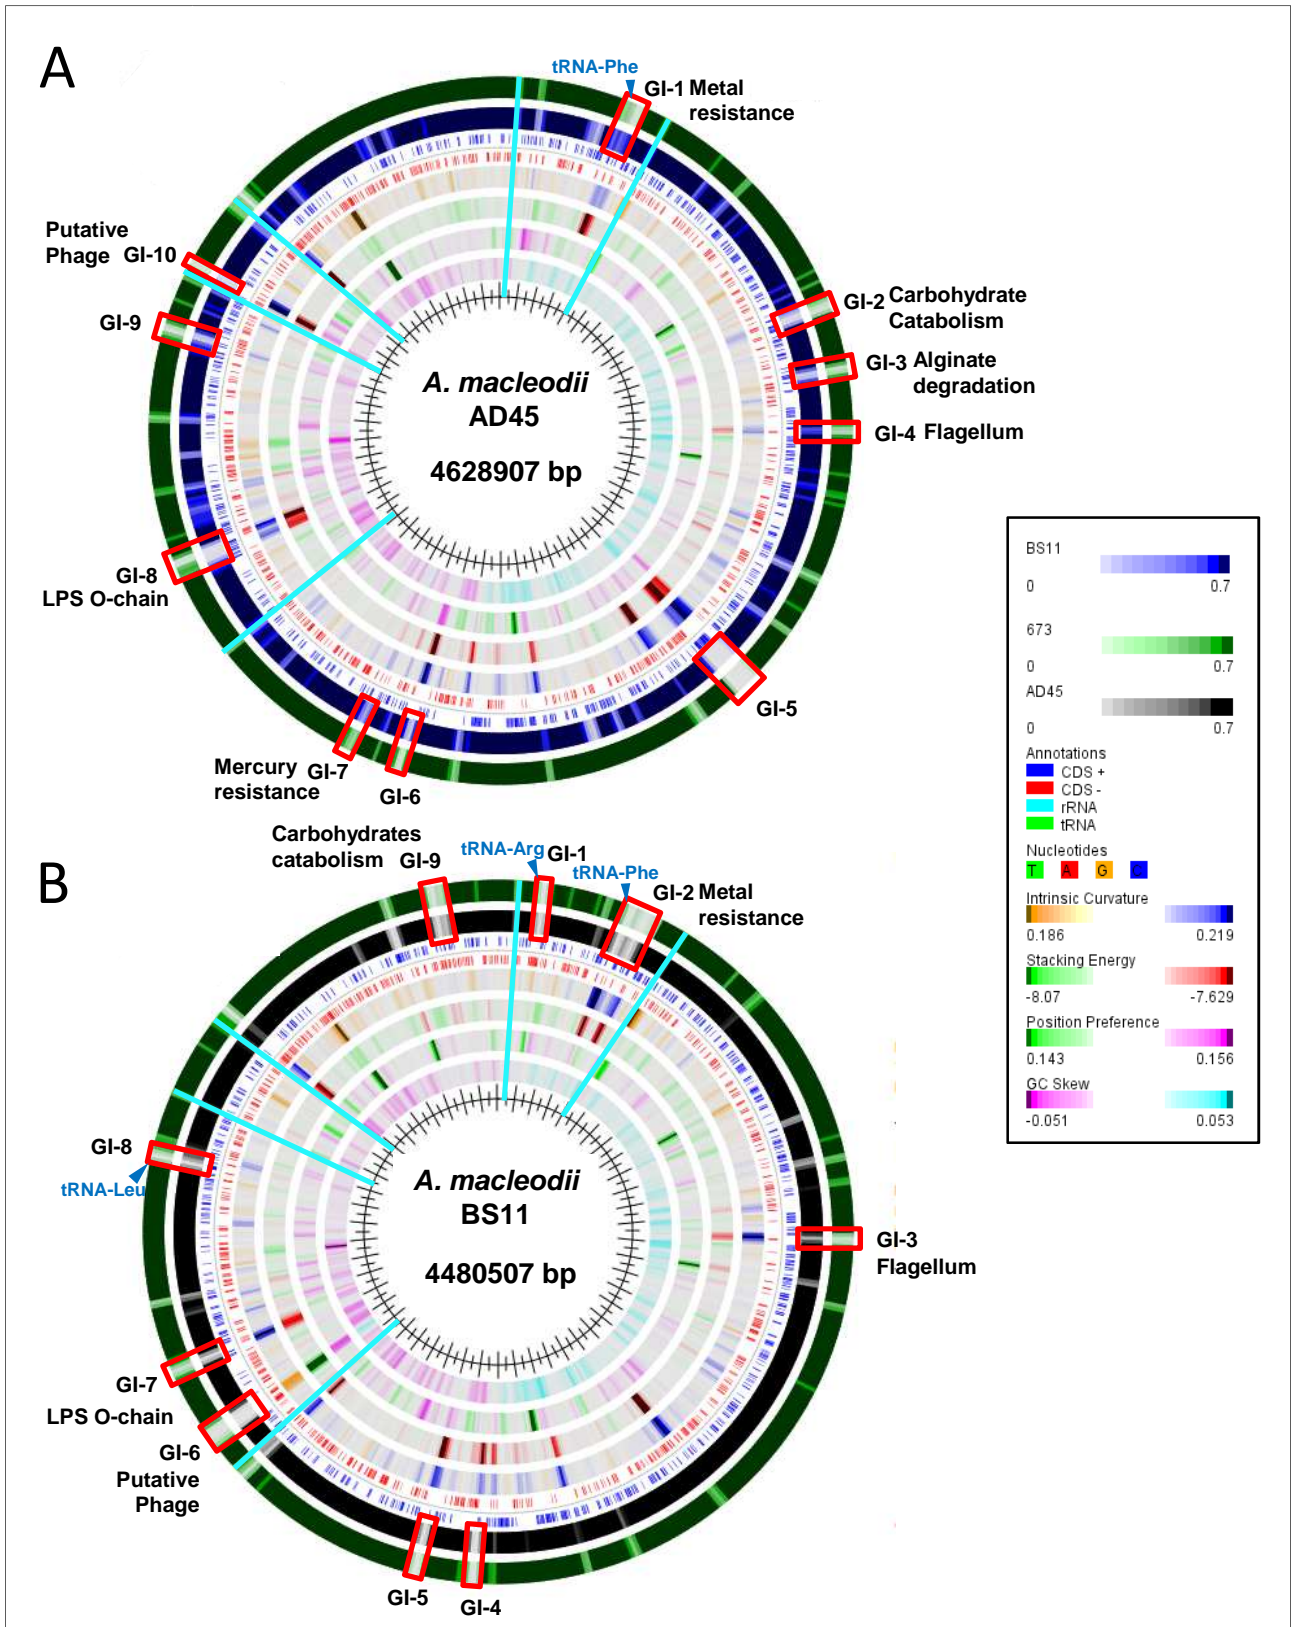 A
tRNA-Phe
GI-1 Metal
resistance
GI-2 Carbohydrate
Catabolism
GI-3 Alginate
degradation
GI-4 Flagellum
GI-5
GI-6
Mercury GI-7
resistance
GI-8
LPS O-chain
GI-9
Putative
Phage GI-10
A. macleodii
AD45
4628907 bp
BS11
0 0.7
673
0 0.7
AD45
0 0.7
Annotations
CDS +
CDS -
rRNA
tRNA
Nucleotides
T A G C
Intrinsic Curvature
0.186 0.219
Stacking Energy
-8.07 -7.629
Position Preference
0.143 0.156
GC Skew
-0.051 0.053
B
Carbohydrates
catabolism GI-9
tRNA-Arg GI-1
tRNA-Phe
GI-2 Metal
resistance
GI-3
Flagellum
GI-4
GI-5
GI-6
Putative
Phage
GI-7
LPS O-chain
GI-8
tRNA-Leu
A. macleodii
BS11
4480507 bp